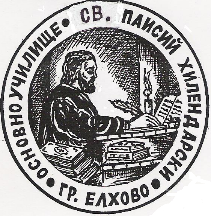 ОСНОВНО УЧИЛИЩЕ • СВ. ПАИСИЙ ХИЛЕНДАРСКИ •
ГР. ЕЛХОВО